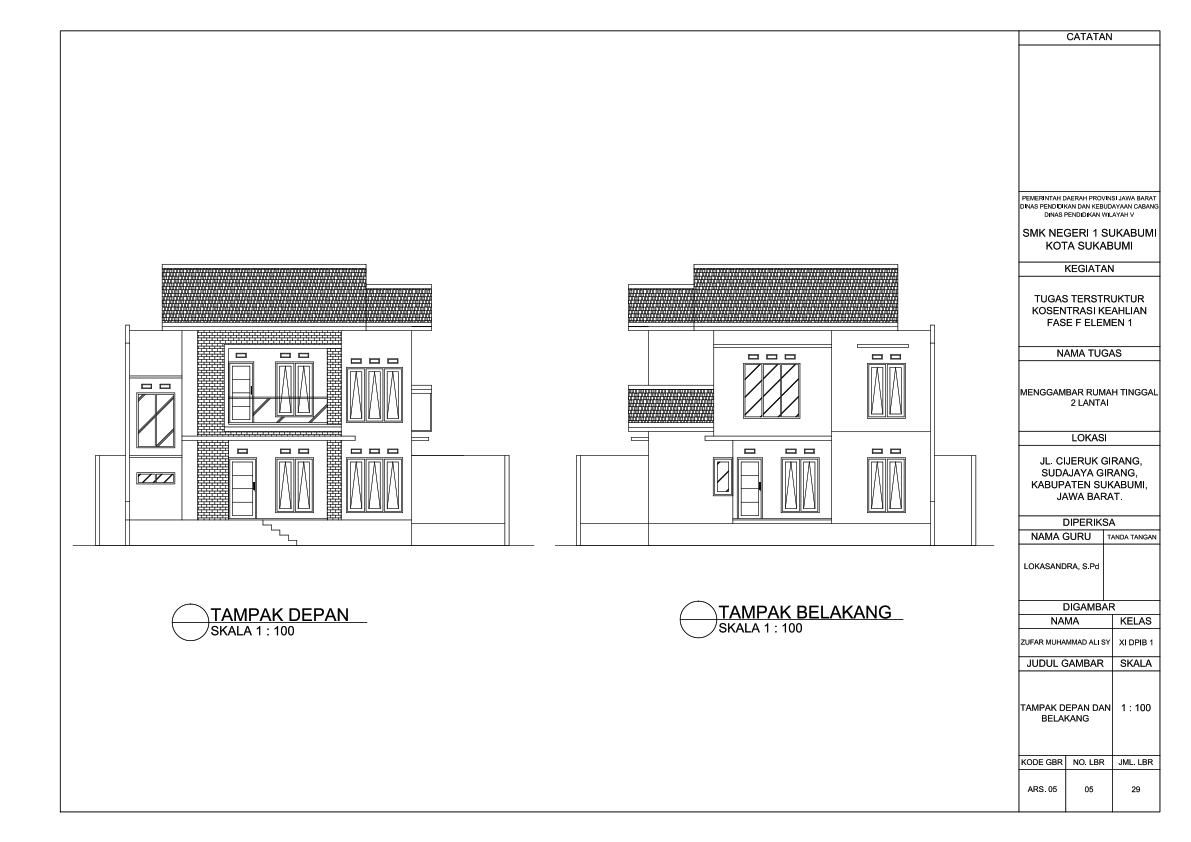 TAMPAK DEPAN
SKALA 1 : 100
TAMPAK BELAKANG
SKALA 1 : 100
CATATAN
PEMERINTAH DAERAH PROVINSI JAWA BARAT
DINAS PENDIDIKAN DAN KEBUDAYAAN CABANG
DINAS PENDIDIKAN WILAYAH V
SMK NEGERI 1 SUKABUMI
KOTA SUKABUMI
KEGIATAN
TUGAS TERSTRUKTUR
KOSENTRASI KEAHLIAN
FASE F ELEMEN 1
NAMA TUGAS
MENGGAMBAR RUMAH TINGGAL
2 LANTAI
LOKASI
JL. CIJERUK GIRANG,
SUDAJAYA GIRANG,
KABUPATEN SUKABUMI,
JAWA BARAT.
DIPERIKSA
NAMA GURU TANDA TANGAN
LOKASANDRA, S.Pd
DIGAMBAR
NAMA KELAS
ZUFAR MUHAMMAD ALI SY XI DPIB 1
JUDUL GAMBAR SKALA
TAMPAK DEPAN DAN 1 : 100
BELAKANG
KODE GBR NO. LBR JML. LBR
ARS. 05 05 29